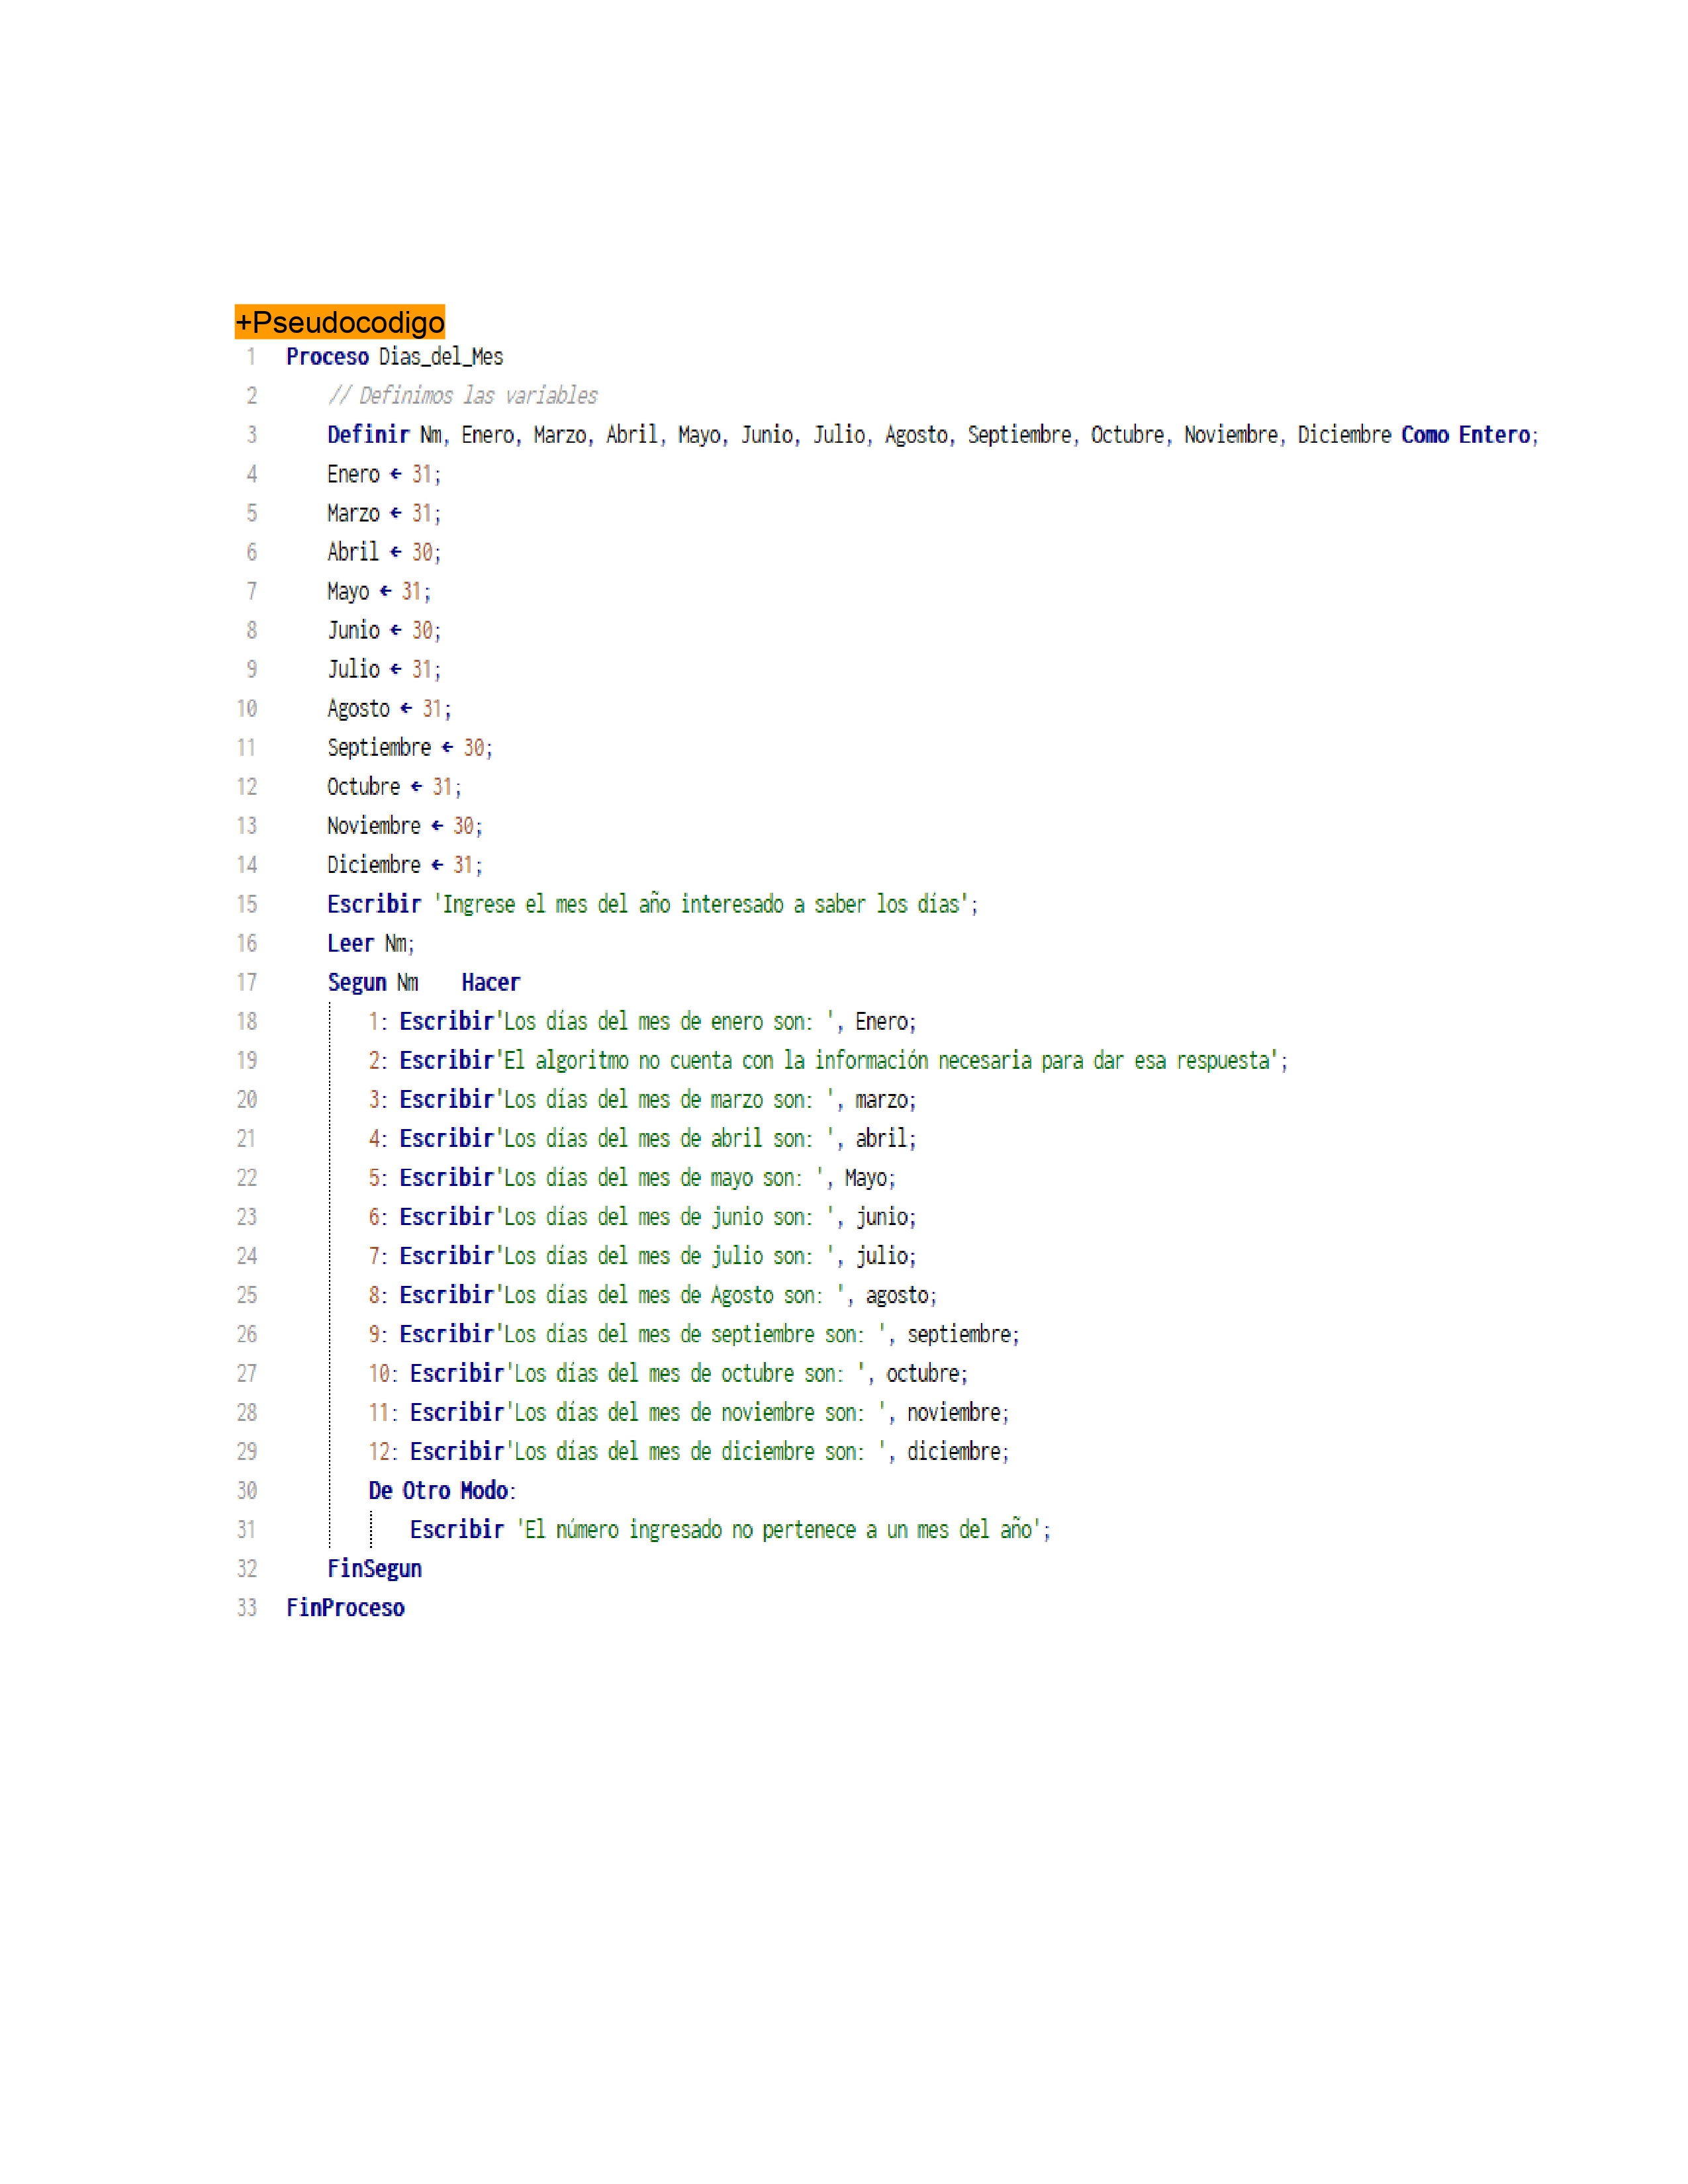 +Pseudocodigo
1 Proceso Dias_del_Mes
2 // Definimos las variables
3 Definir Nm, Enero, Marzo, Abril, Mayo, Junio, Julio, Agosto, Septiembre, Octubre, Noviembre, Diciembre Como Entero;
4 Enero ← 31;
5 Marzo ← 31;
6 Abril ← 30;
7 Mayo ← 31;
8 Junio ← 30;
9 Julio ← 31;
10 Agosto ← 31;
11 Septiembre ← 30;
12 Octubre ← 31;
13 Noviembre ← 30;
14 Diciembre ← 31;
15 Escribir 'Ingrese el mes del año interesado a saber los días';
16 Leer Nm;
17 Segun Nm    Hacer
18 1: Escribir'Los días del mes de enero son: ', Enero;
19 2: Escribir'El algoritmo no cuenta con la información necesaria para dar esa respuesta';
20 3: Escribir'Los días del mes de marzo son: ', marzo;
21 4: Escribir'Los días del mes de abril son: ', abril;
22 5: Escribir'Los días del mes de mayo son: ', Mayo;
23 6: Escribir'Los días del mes de junio son: ', junio;
24 7: Escribir'Los días del mes de julio son: ', julio;
25 8: Escribir'Los días del mes de Agosto son: ', agosto;
26 9: Escribir'Los días del mes de septiembre son: ', septiembre;
27 10: Escribir'Los días del mes de octubre son: ', octubre;
28 11: Escribir'Los días del mes de noviembre son: ', noviembre;
29 12: Escribir'Los días del mes de diciembre son: ', diciembre;
30 De Otro Modo:
31 Escribir 'El número ingresado no pertenece a un mes del año';
32 FinSegun
33 FinProceso